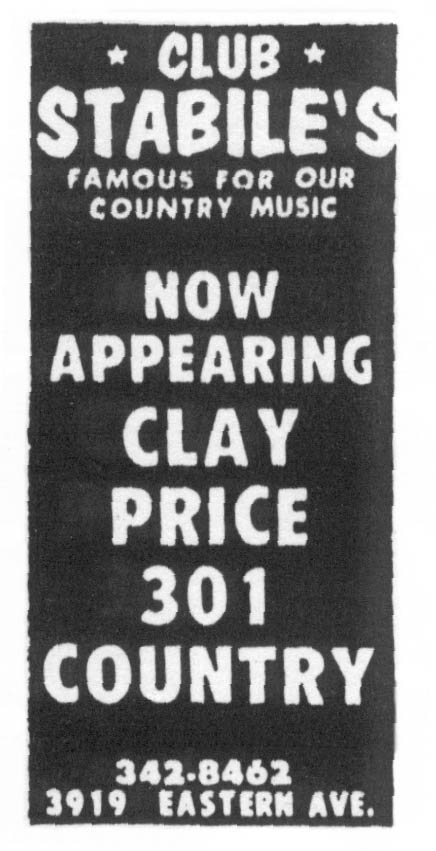 ★ CLUB ★
STABILE'S
FAMOUS FOR OUR
COUNTRY MUSIC
NOW
APPEARING
CLAY
PRICE
301
COUNTRY
342-8462
3919 EASTERN AVE.